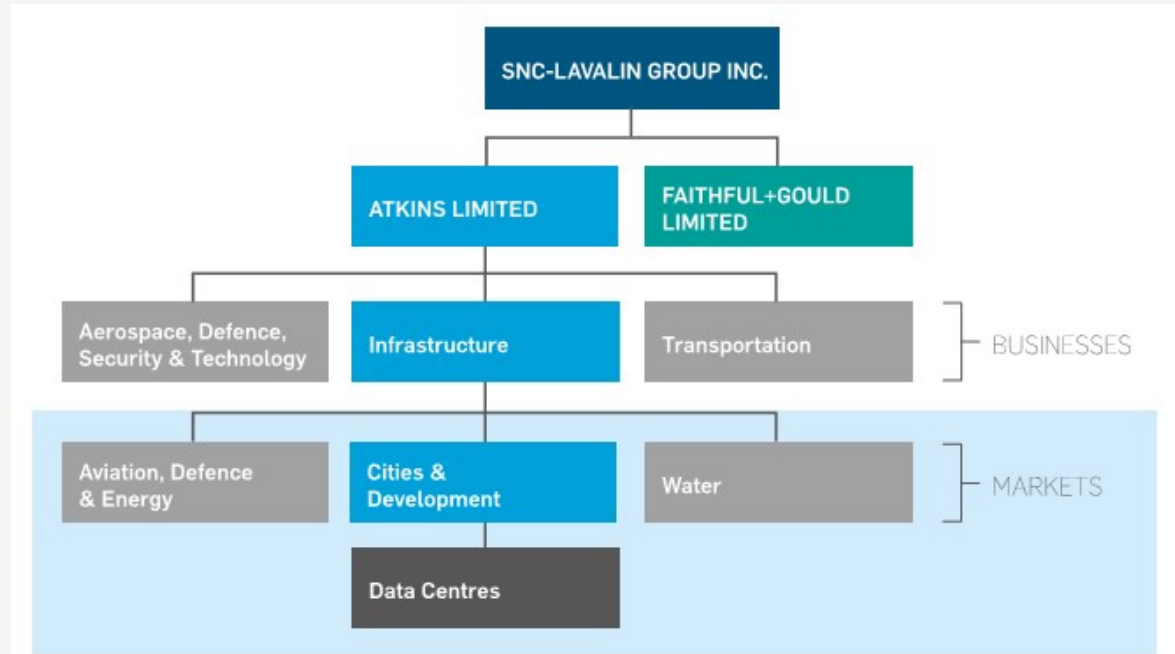 SNC-LAVALIN GROUP INC.
ATKINS LIMITED
FAITHFUL+GOULD
LIMITED
Aerospace, Defence,
Security & Technology
Infrastructure
Transportation
BUSINESSES
Aviation, Defence
& Energy
Cities &
Development
Water
MARKETS
Data Centres